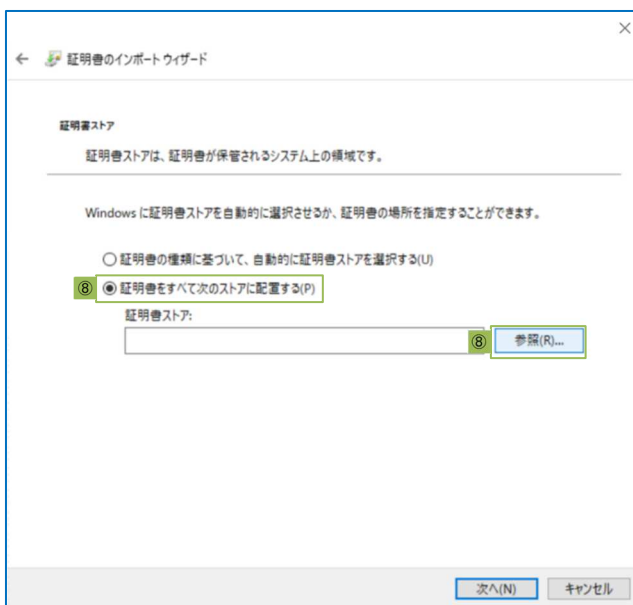 証明書のインポート ウィザード
証明書ストア
証明書ストアは、証明書が保管されるシステム上の領域です。
Windows に証明書ストアを自動的に選択させるか、証明書の場所を指定することができます。
証明書の種類に基づいて、自動的に証明書ストアを選択する(U)
⑧ 証明書をすべて次のストアに配置する(P)
証明書ストア:
⑧ 参照(R)...
次へ(N) キャンセル